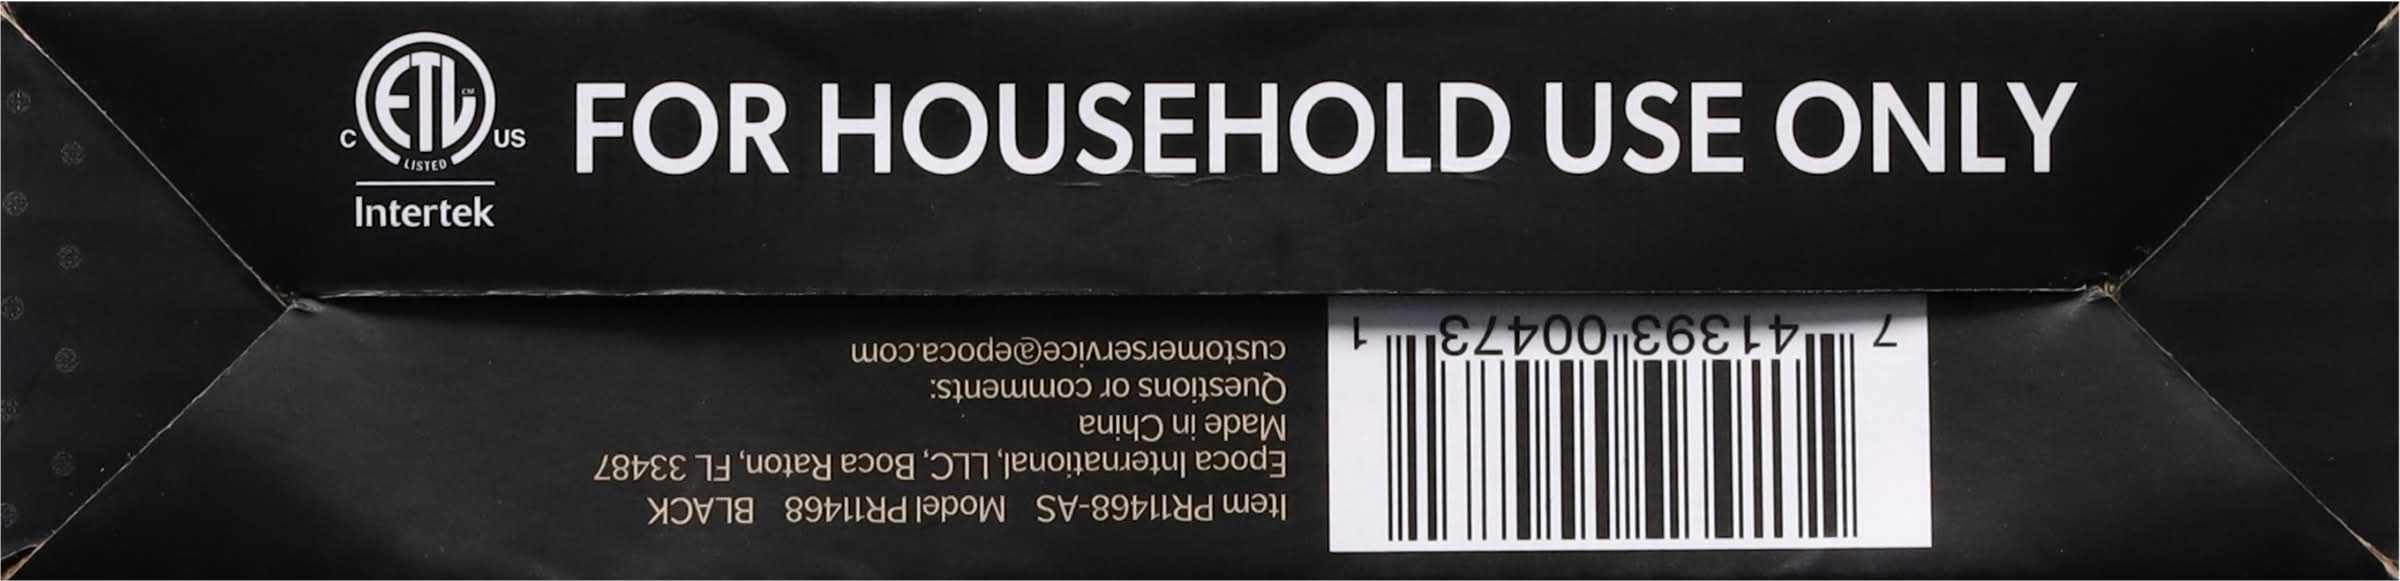 ETL CM
LISTED
C US
Intertek
FOR HOUSEHOLD USE ONLY
Item PR11468-AS Model PR11468 BLACK
Epoca International, LLC, Boca Raton, FL 33487
Made in China
Questions or comments:
customerservice@epoca.com
7 41393 00473 1